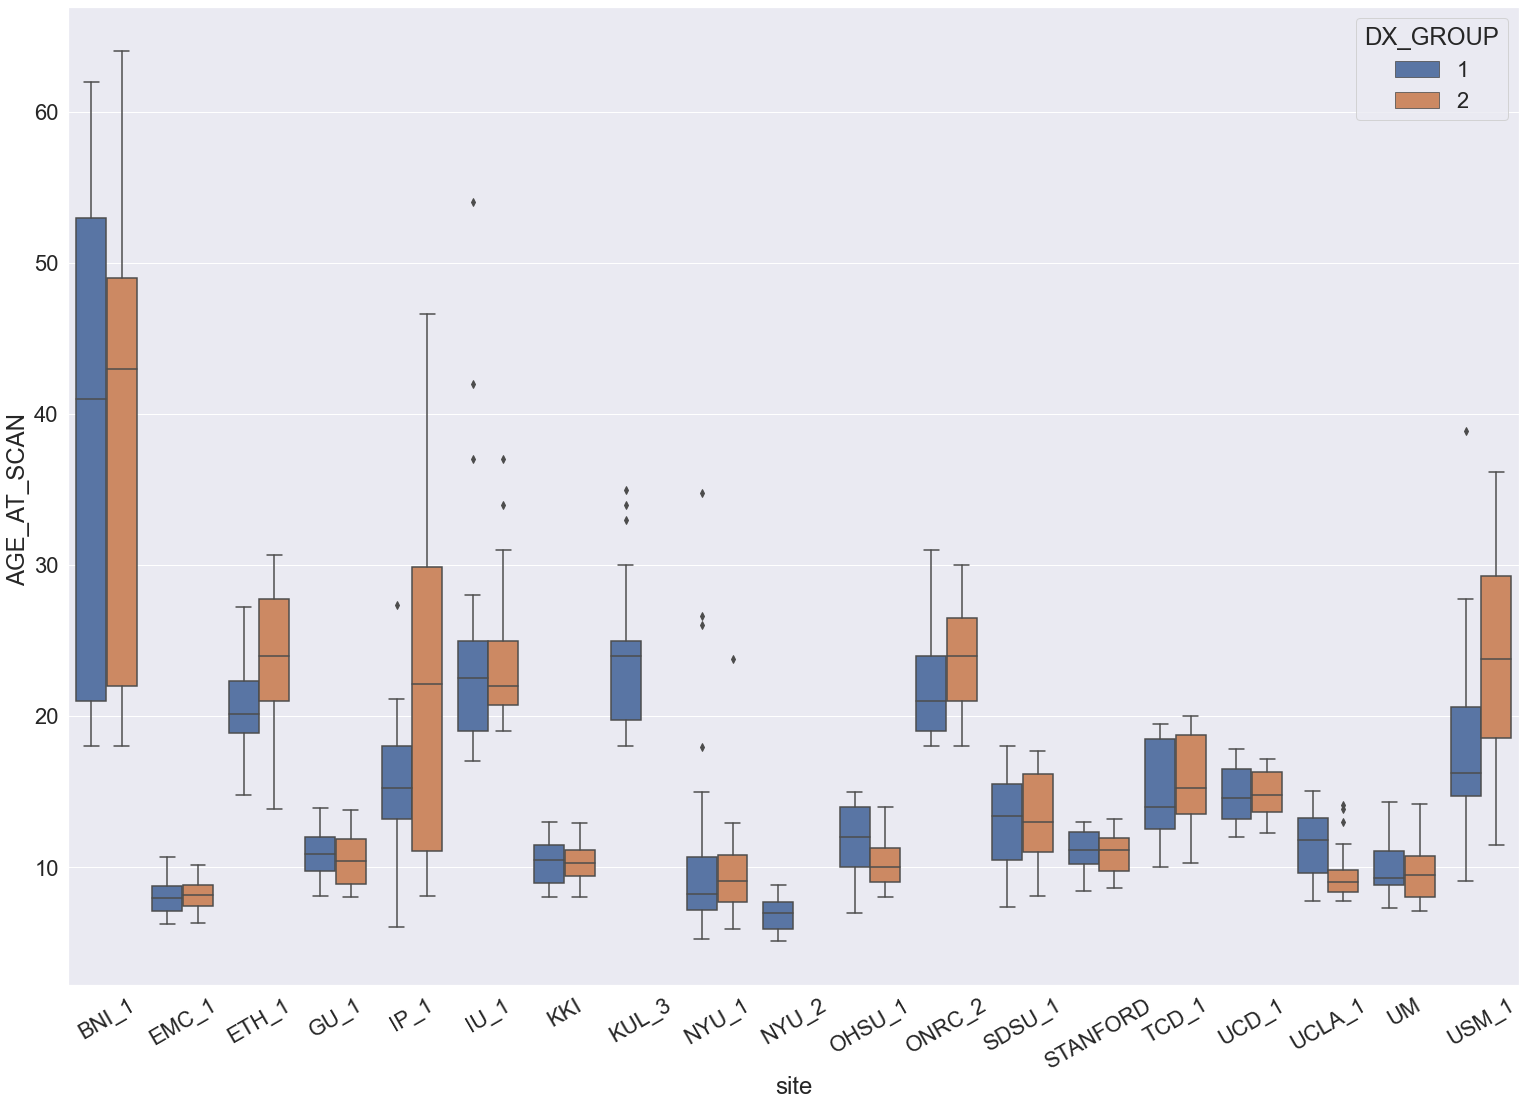 DX_GROUP
1
2
60
50
40
30
20
10
AGE_AT_SCAN
BNI_1 EMC_1 ETH_1 GU_1 IP_1 IU_1 KKI KUL_3 NYU_1 NYU_2 OHSU_1 ONRC_2 SDSU_1 STANFORD TCD_1 UCD_1 UCLA_1 UM USM_1
site